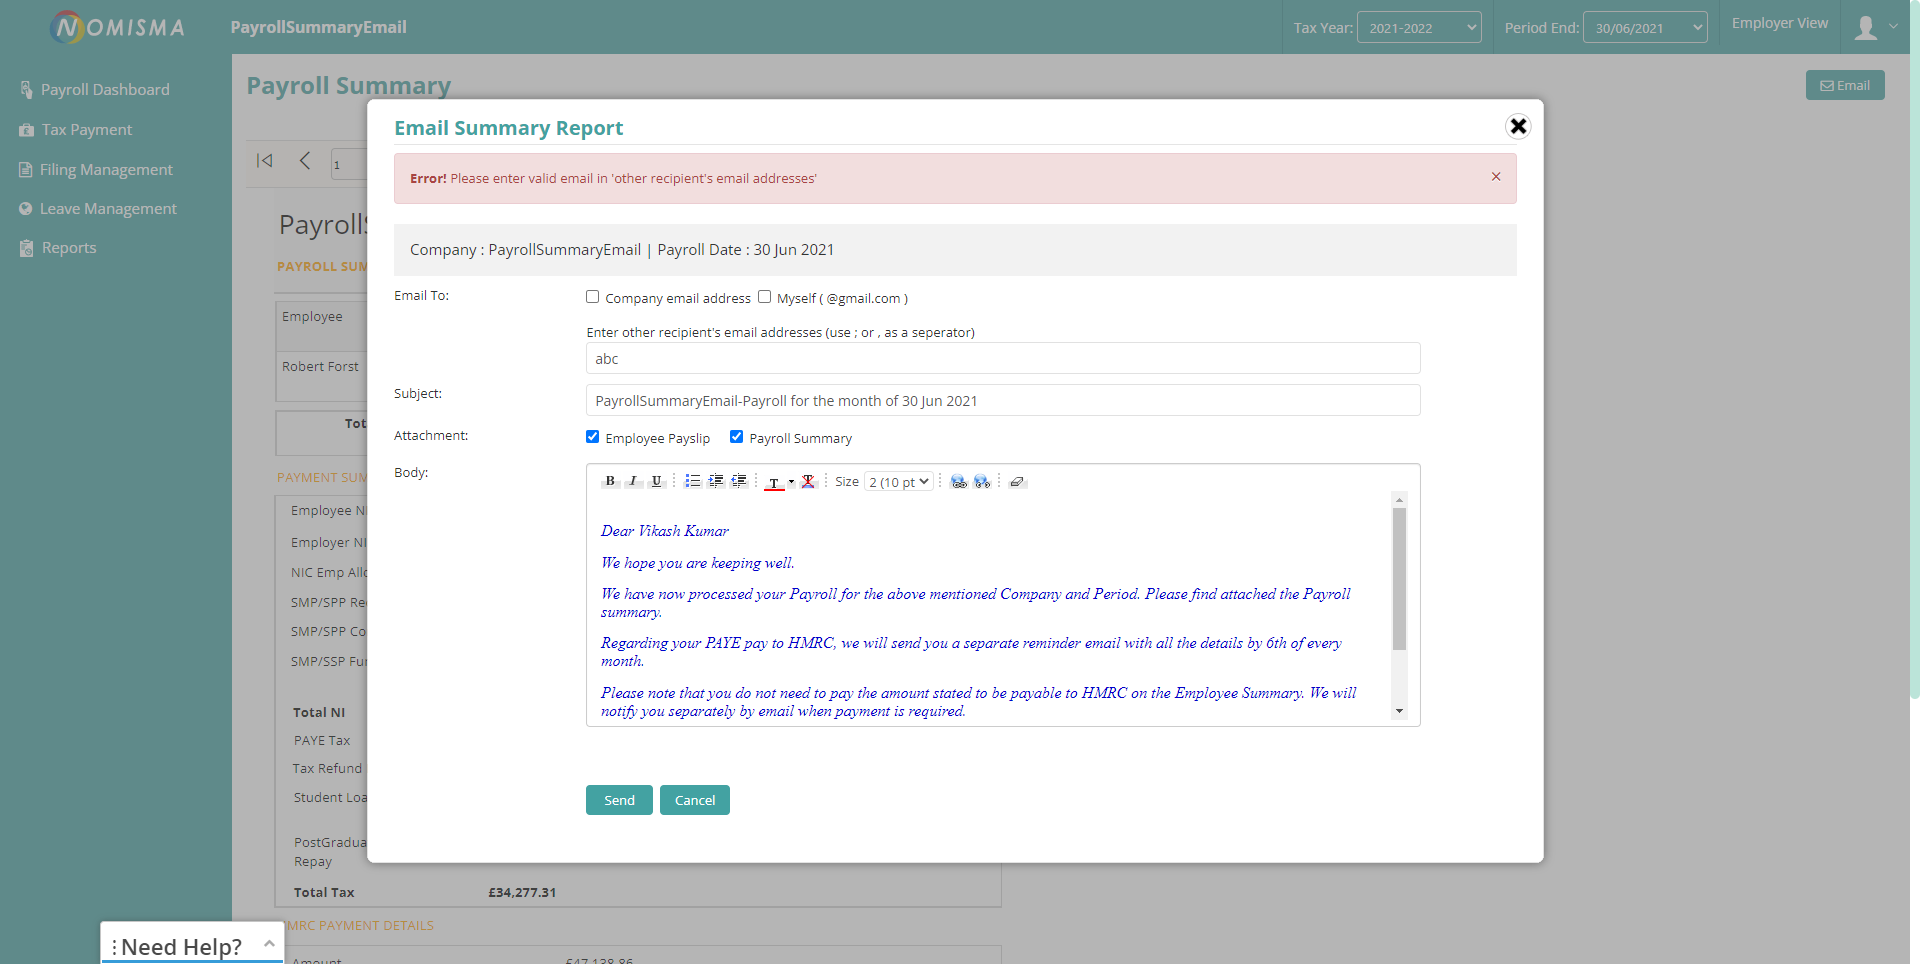 NOMISMA
PayrollSummaryEmail
Tax Year: 2021-2022
Period End: 30/06/2021
Employer View
Payroll Dashboard
Tax Payment
Filing Management
Leave Management
Reports
Payroll Summary
Email
1
Payroll
PAYROLL SUM
Employee
Robert Forst
Tot
PAYMENT SUM
Employee NI
Employer NI
NIC Emp Allo
SMP/SPP Re
SMP/SPP Co
SMP/SSP Fu
Total NI
PAYE Tax
Tax Refund
Student Loa
PostGradua
Repay
Total Tax £34,277.31
MRC PAYMENT DETAILS
Amount £47,138.86
Need Help?
Email Summary Report
Error! Please enter valid email in 'other recipient's email addresses'
Company : PayrollSummaryEmail | Payroll Date : 30 Jun 2021
Email To:
Company email address Myself ( @gmail.com )
Enter other recipient's email addresses (use ; or , as a seperator)
abc
Subject:
PayrollSummaryEmail-Payroll for the month of 30 Jun 2021
Attachment:
Employee Payslip Payroll Summary
Body:
B I U T Size 2 (10 pt
Dear Vikash Kumar
We hope you are keeping well.
We have now processed your Payroll for the above mentioned Company and Period. Please find attached the Payroll
summary.
Regarding your PAYE pay to HMRC, we will send you a separate reminder email with all the details by 6th of every
month.
Please note that you do not need to pay the amount stated to be payable to HMRC on the Employee Summary. We will
notify you separately by email when payment is required.
Send Cancel